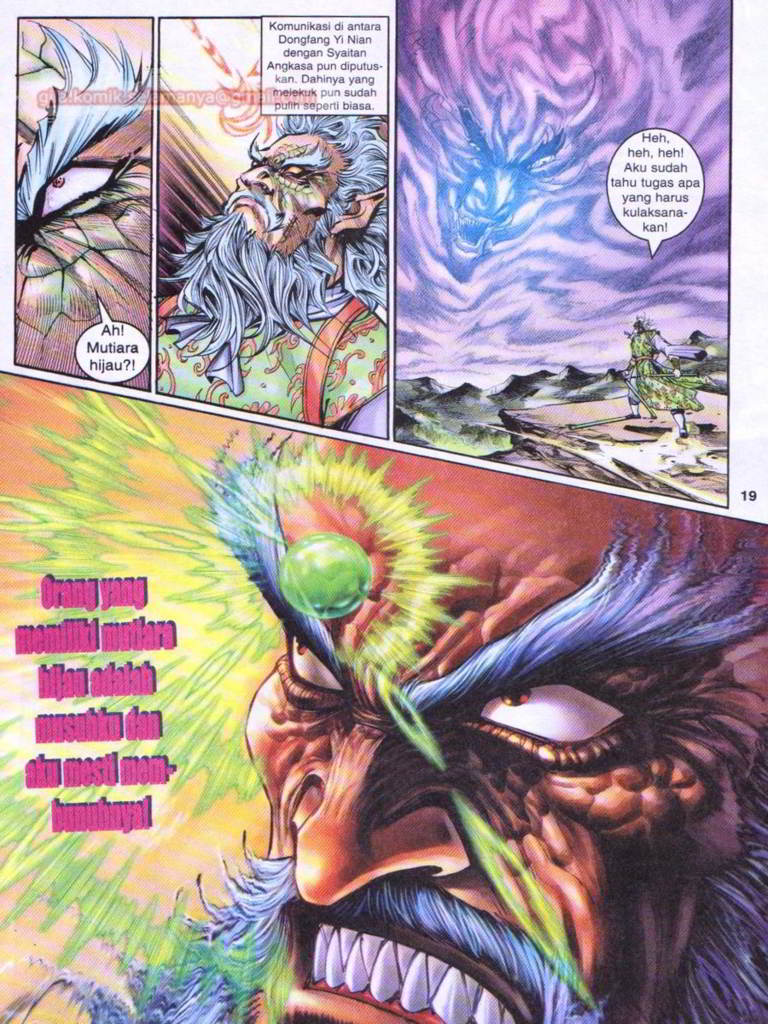 Ah!
Mutiara
hijau?!
Komunikasi di antara
Dongfang Yi Nian
dengan Syaitan
Angkasa pun diputus-
kan. Dahinya yang
melekuk pun sudah
pulih seperti biasa.
Heh,
heh, heh!
Aku sudah
tahu tugas apa
yang harus
kulaksana-
kan!
19
Orang yang
memiliki mutiara
hijau adalah
musuhku dan
aku mesti mem-
bunuhnya!